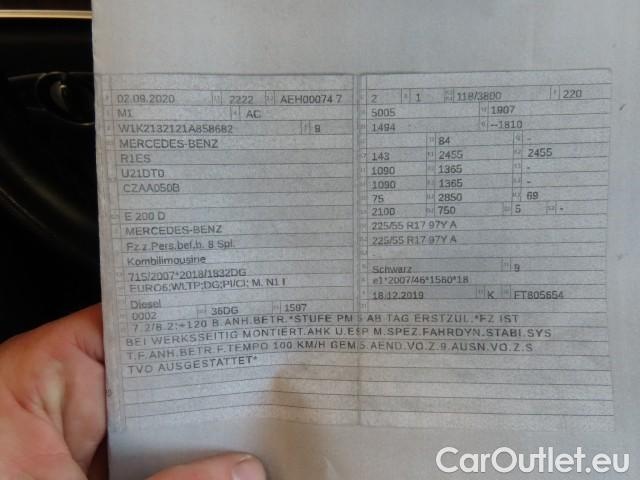 02.09.2020 2222 AEH00074 7
M1 AC
W1K2132121A858682 9
MERCEDES-BENZ
R1ES
U21DT0
CZAA050B
E 200 D
MERCEDES-BENZ
Fz.z.Pers.bef.b. 8 Spl.
Kombilimousine
715/2007*2018/1832DG
EURO6;WLTP;DG;PI/CI; M, N1 I
Diesel
0002 36DG 1597
2 1 118/3800 220
5005 1907
1494 --1810
84 -
143 2455 2455
1090 1365 -
1090 1365 -
75 2850 69
2100 750 5 -
225/55 R17 97Y A
225/55 R17 97Y A
Schwarz 9
e1*2007/46*1560*18
18.12.2019 K FT805654
7.2/8.2:+120 B.ANH.BETR.*STUFE PM 5 AB TAG ERSTZUL.*FZ IST
BEI WERKSSEITIG MONTIERT.AHK U.ESP M.SPEZ.FAHRDYN.STABI.SYS
T.F.ANH.BETR.F.TEMPO 100 KM/H GEM.5.AEND.VO.Z.9.AUSN.VO.Z.S
TVO AUSGESTATTET*
CarOutlet.eu